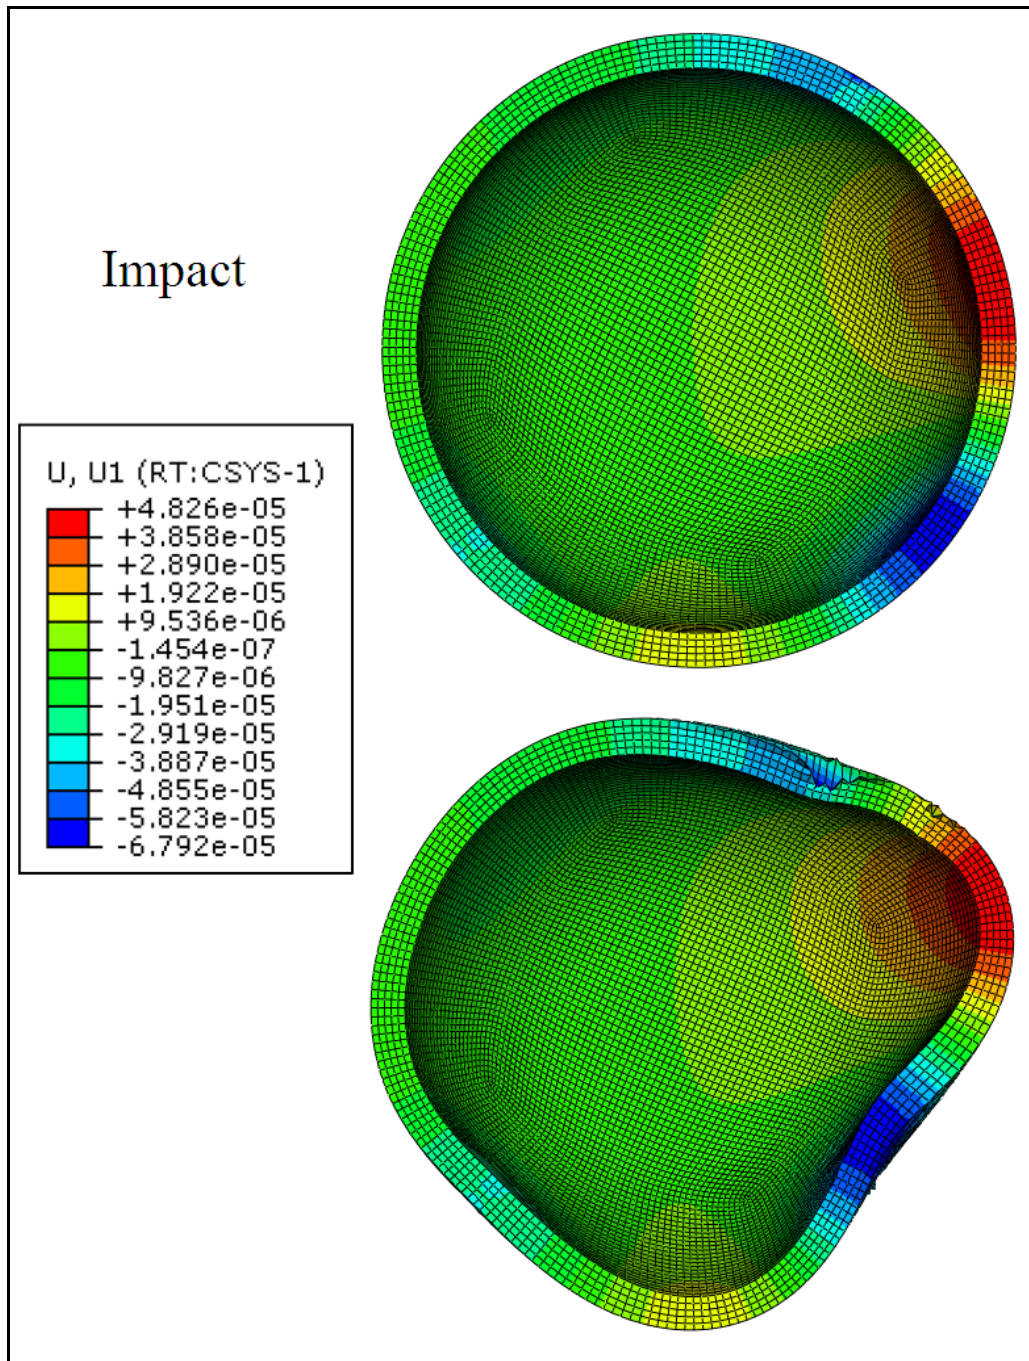 Impact
U, U1 (RT:CSYS-1)
+4.826e-05
+3.858e-05
+2.890e-05
+1.922e-05
+9.536e-06
-1.454e-07
-9.827e-06
-1.951e-05
-2.919e-05
-3.887e-05
-4.855e-05
-5.823e-05
-6.792e-05